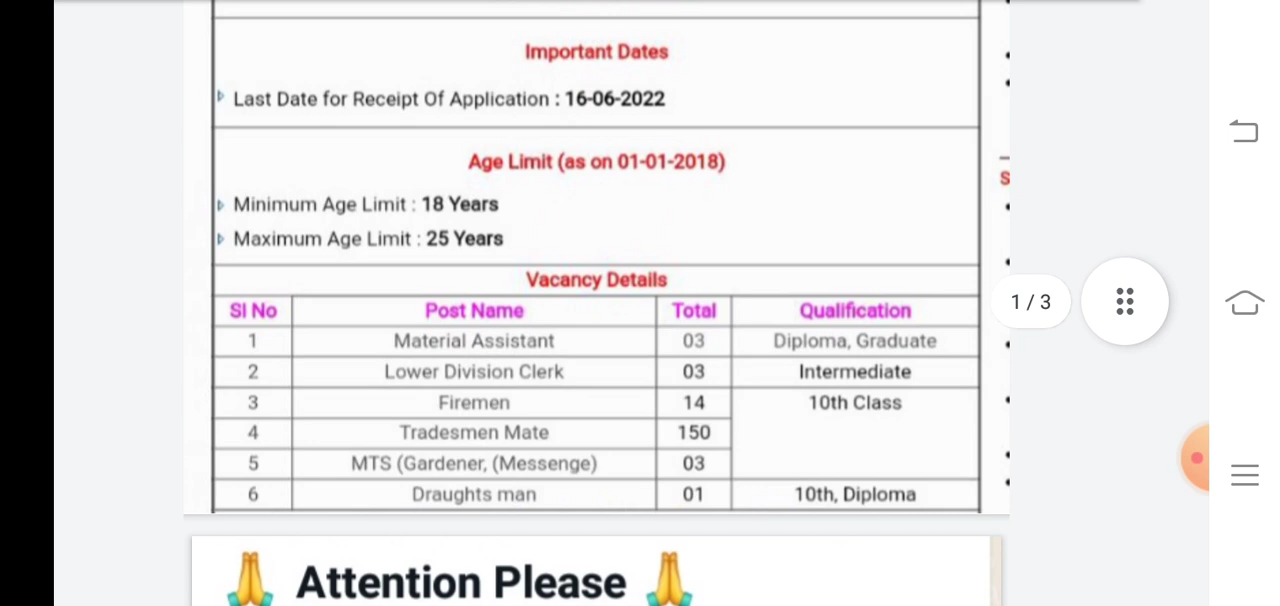 Important Dates
Last Date for Receipt Of Application : 16-06-2022
Age Limit (as on 01-01-2018)
Minimum Age Limit : 18 Years
Maximum Age Limit : 25 Years
Vacancy Details
SI No Post Name Total Qualification
1 Material Assistant 03 Diploma, Graduate
2 Lower Division Clerk 03 Intermediate
3 Firemen 14 10th Class
4 Tradesmen Mate 150
5 MTS (Gardener, (Messenge) 03
6 Draughts man 01 10th, Diploma
1 / 3
S
🙏 Attention Please 🙏